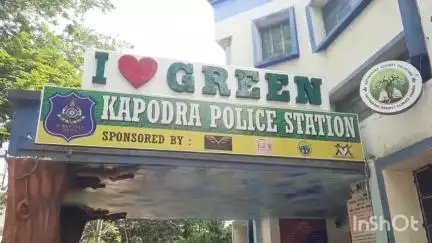 I ❤ GREEN
KAPODRA POLICE STATION
SPONSORED BY :
InShOt